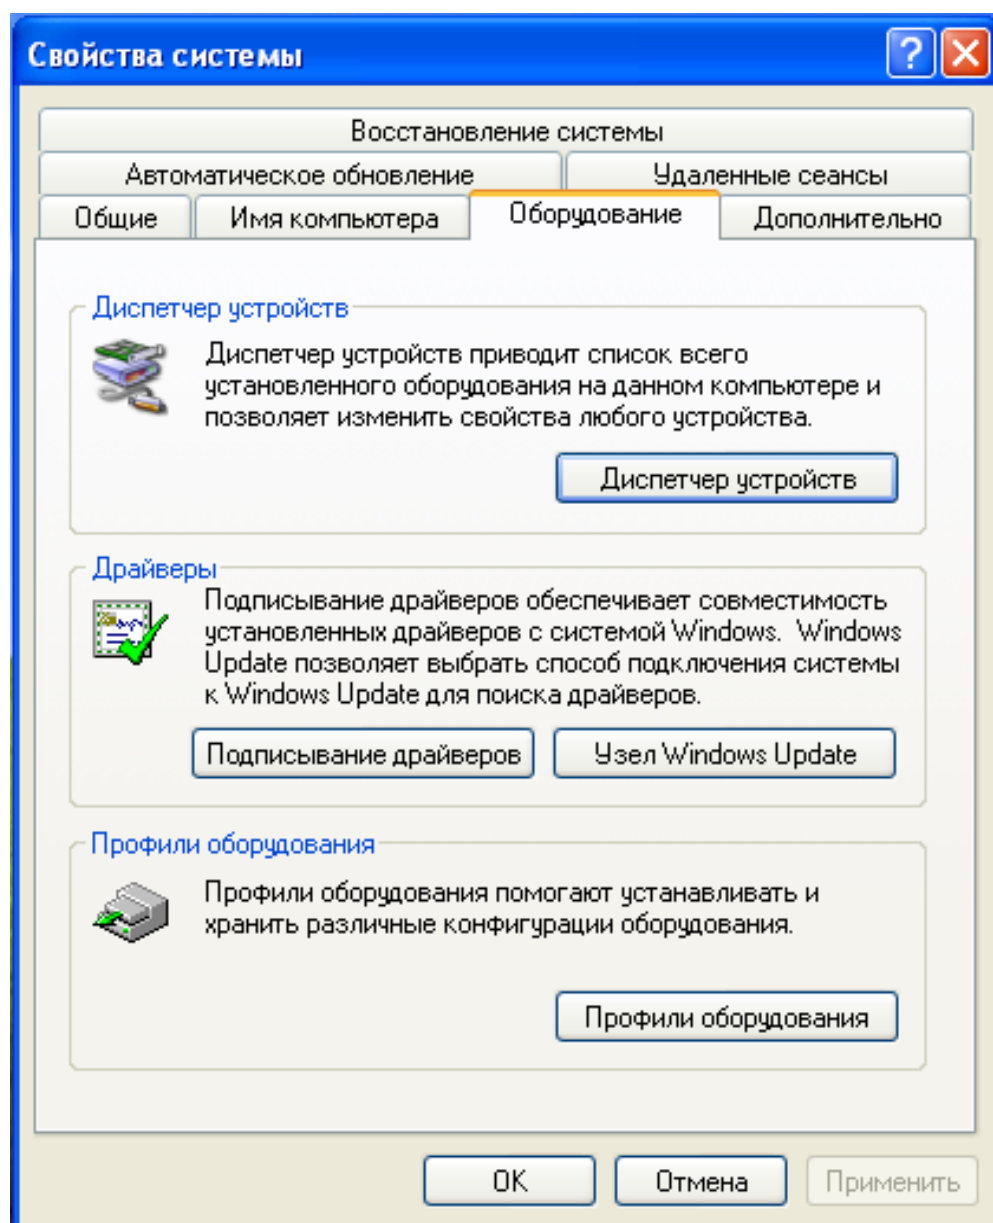 Свойства системы
Восстановление системы
Автоматическое обновление
Удаленные сеансы
Общие
Имя компьютера
Оборудование
Дополнительно
Диспетчер устройств
Диспетчер устройств приводит список всего
установленного оборудования на данном компьютере и
позволяет изменить свойства любого устройства.
Диспетчер устройств
Драйверы
Подписывание драйверов обеспечивает совместимость
установленных драйверов с системой Windows. Windows
Update позволяет выбрать способ подключения системы
к Windows Update для поиска драйверов.
Подписывание драйверов
Узел Windows Update
Профили оборудования
Профили оборудования помогают устанавливать и
хранить различные конфигурации оборудования.
Профили оборудования
OK
Отмена
Применить